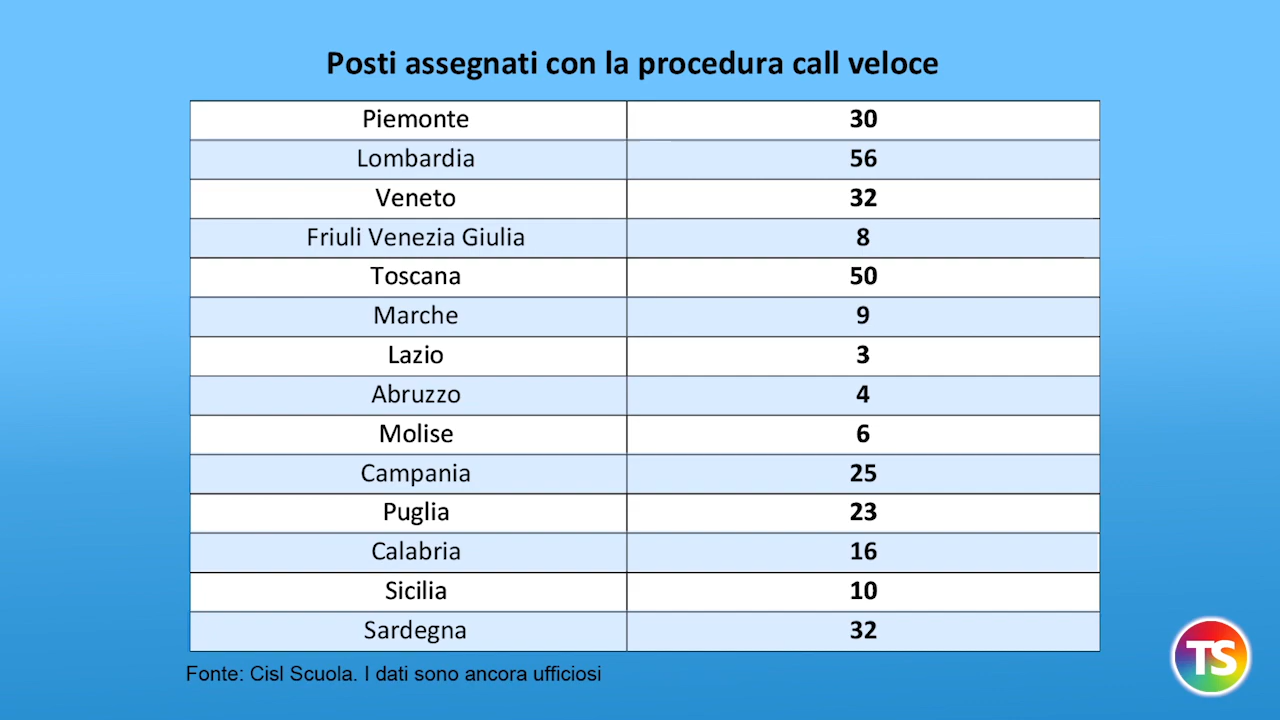 Posti assegnati con la procedura call veloce
Piemonte 30
Lombardia 56
Veneto 32
Friuli Venezia Giulia 8
Toscana 50
Marche 9
Lazio 3
Abruzzo 4
Molise 6
Campania 25
Puglia 23
Calabria 16
Sicilia 10
Sardegna 32
Fonte: Cisl Scuola. I dati sono ancora ufficiosi
TS